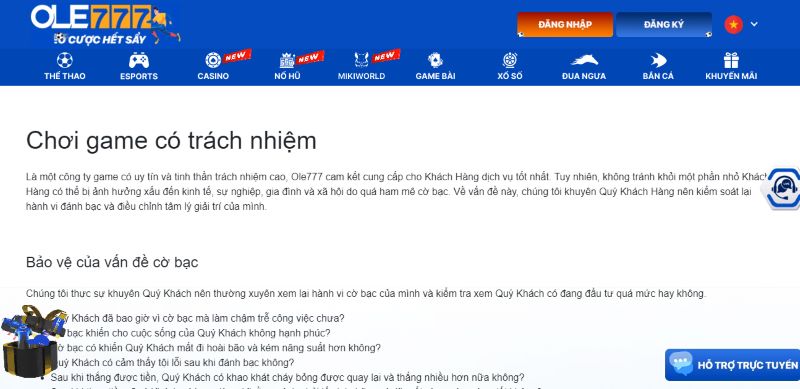 OLE777
CƯỢC HẾT SẨY
ĐĂNG NHẬP
ĐĂNG KÝ
THỂ THAO
ESPORTS
CASINO
NEW
NỔ HŨ
NEW
MIKIWORLD
NEW
GAME BÀI
XỔ SỐ
ĐUA NGỰA
BẮN CÁ
KHUYẾN MÃI
Chơi game có trách nhiệm
Là một công ty game có uy tín và tinh thần trách nhiệm cao, Ole777 cam kết cung cấp cho Khách Hàng dịch vụ tốt nhất. Tuy nhiên, không tránh khỏi một phần nhỏ Khách
Hàng có thể bị ảnh hưởng xấu đến kinh tế, sự nghiệp, gia đình và xã hội do quá ham mê cờ bạc. Về vấn đề này, chúng tôi khuyên Quý Khách Hàng nên kiểm soát lại
hành vi đánh bạc và điều chỉnh tâm lý giải trí của mình.
Bảo vệ của vấn đề cờ bạc
Chúng tôi thực sự khuyên Quý Khách nên thường xuyên xem lại hành vi cờ bạc của mình và kiểm tra xem Quý Khách có đang đầu tư quá mức hay không.
Khách đã bao giờ vì cờ bạc mà làm chậm trễ công việc chưa?
bạc khiến cho cuộc sống của Quý Khách không hạnh phúc?
bạc có khiến Quý Khách mất đi hoài bão và kém năng suất hơn không?
Quý Khách có cảm thấy tội lỗi sau khi đánh bạc không?
Sau khi thắng được tiền, Quý Khách có khao khát cháy bỏng được quay lại và thắng nhiều hơn nữa không?
HỖ TRỢ TRỰC TUYẾN